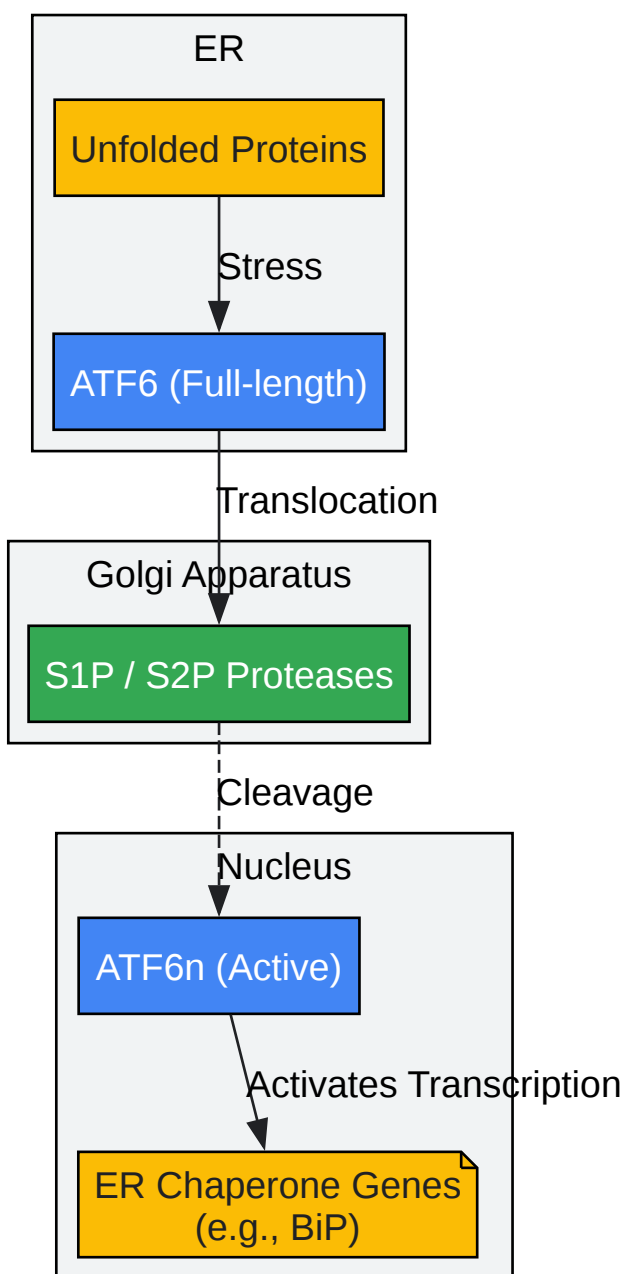 ER
Unfolded Proteins
Stress
ATF6 (Full-length)
Translocation
Golgi Apparatus
S1P / S2P Proteases
Cleavage
Nucleus
ATF6n (Active)
Activates Transcription
ER Chaperone Genes
(e.g., BiP)